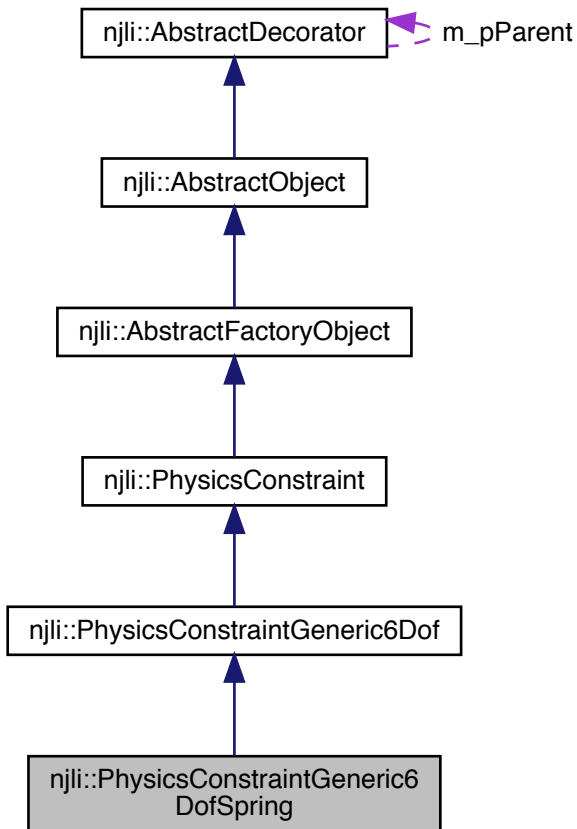 njli::AbstractDecorator
m_pParent
njli::AbstractObject
njli::AbstractFactoryObject
njli::PhysicsConstraint
njli::PhysicsConstraintGeneric6Dof
njli::PhysicsConstraintGeneric6
DofSpring